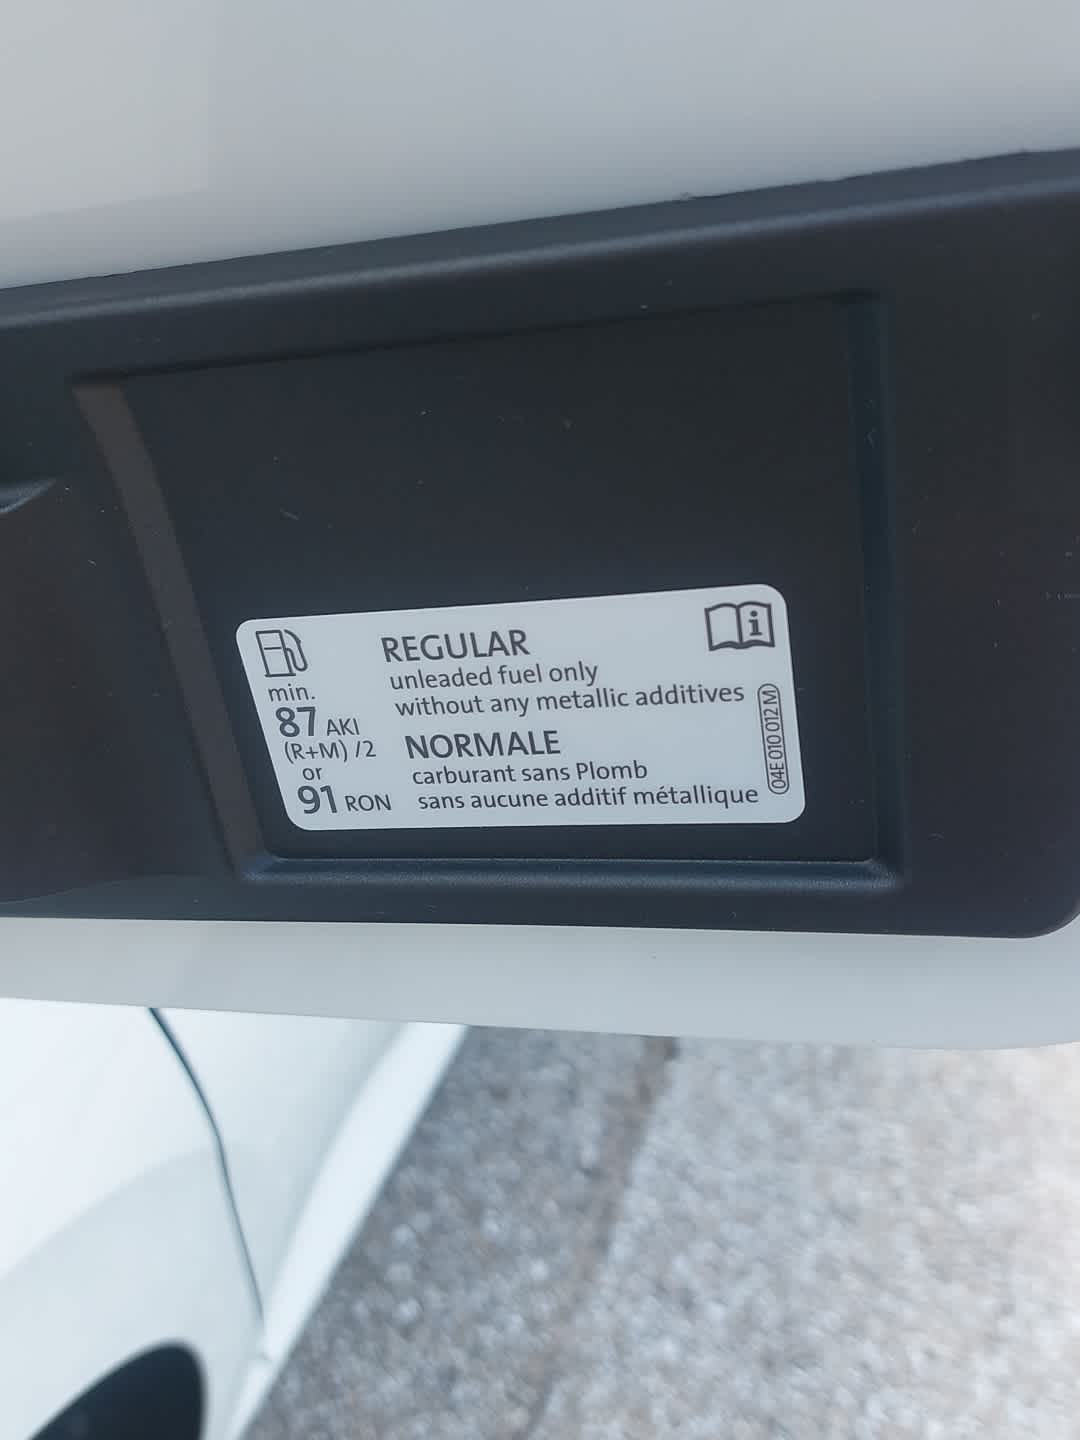 min.
87 AKI
(R+M) /2
or
91 RON
REGULAR
unleaded fuel only
without any metallic additives
NORMALE
carburant sans Plomb
sans aucune additif métallique
i
04E 010 012 M